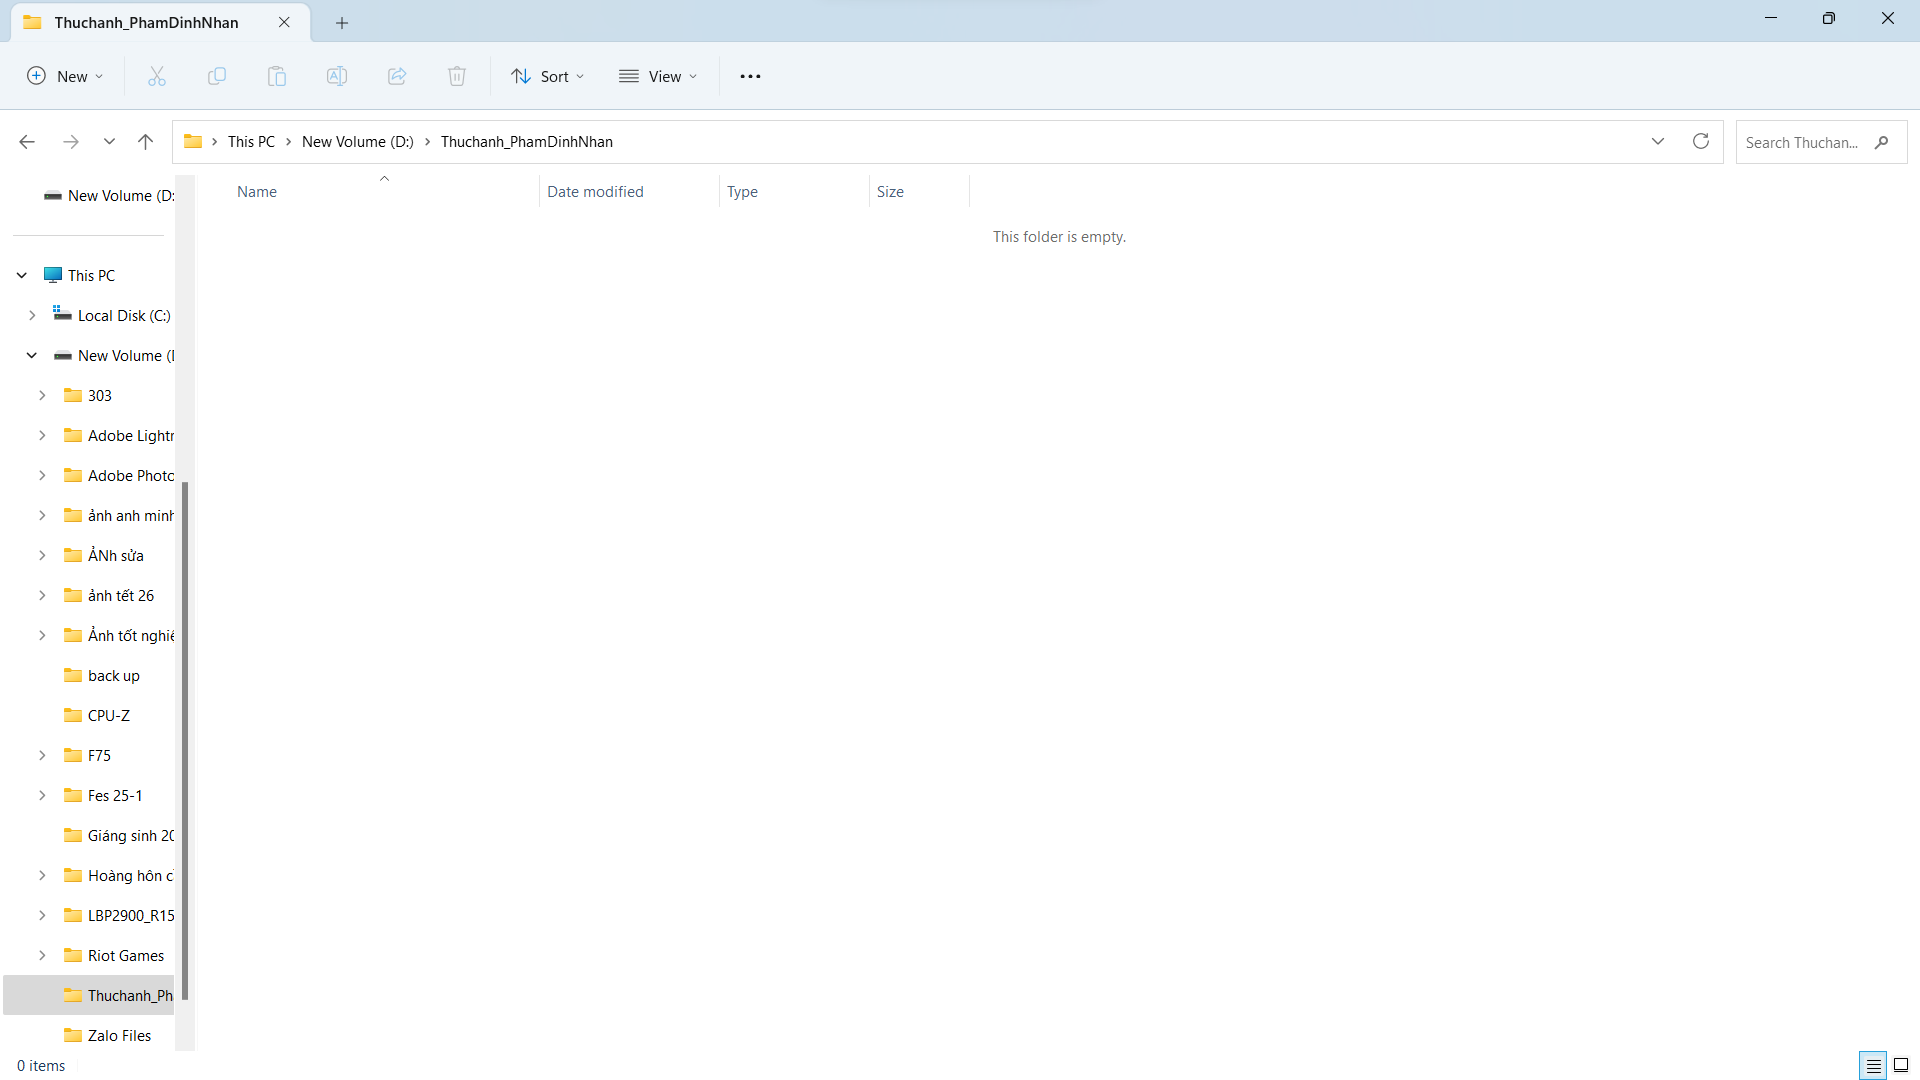 Thuchanh_PhamDinhNhan
New
Sort
View
This PC
New Volume (D:)
Thuchanh_PhamDinhNhan
Search Thuchan...
Name
Date modified
Type
Size
This folder is empty.
New Volume (D:
This PC
Local Disk (C:)
New Volume (
303
Adobe Lightr
Adobe Photo
ảnh anh minh
ẢNh sửa
ảnh tết 26
Ảnh tốt nghiê
back up
CPU-Z
F75
Fes 25-1
Giáng sinh 20
Hoàng hôn c
LBP2900_R15
Riot Games
Thuchanh_Pha
Zalo Files
0 items